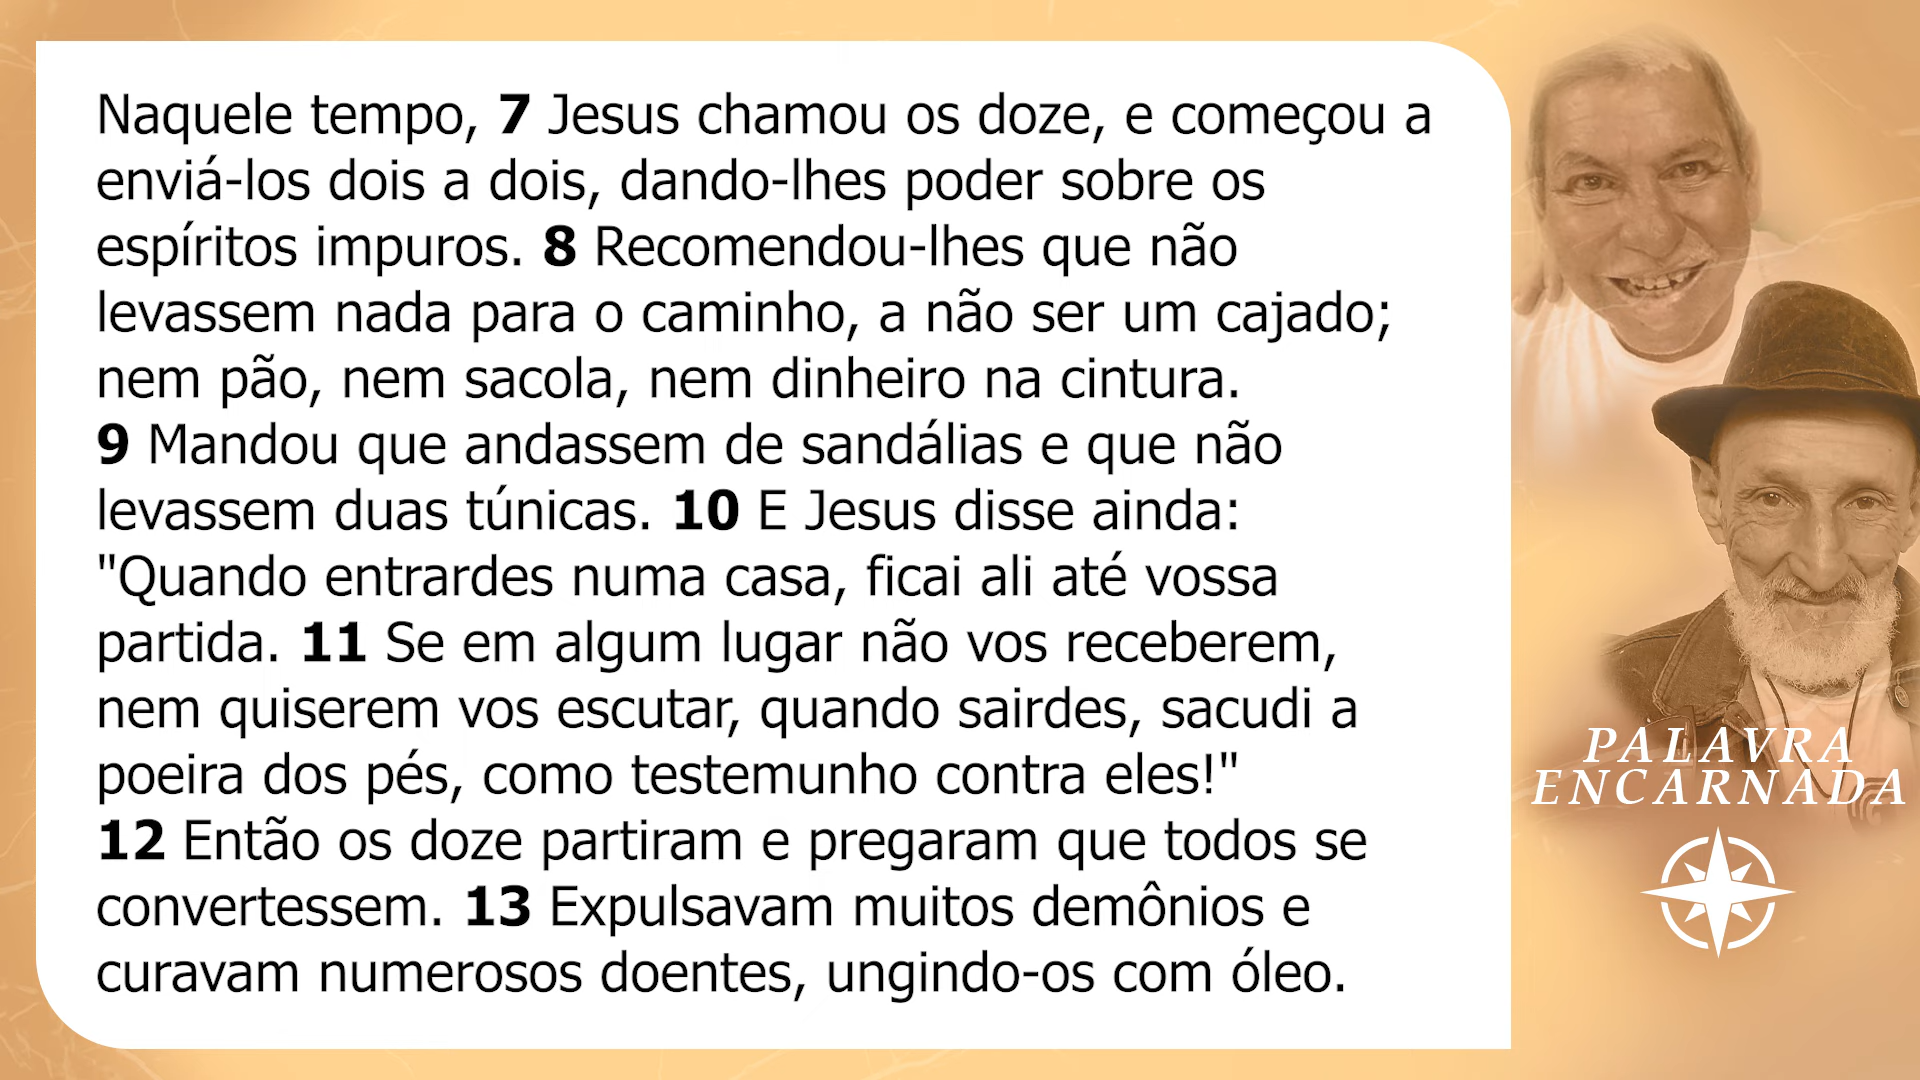 Naquele tempo, 7 Jesus chamou os doze, e começou a
enviá-los dois a dois, dando-lhes poder sobre os
espíritos impuros. 8 Recomendou-lhes que não
levassem nada para o caminho, a não ser um cajado;
nem pão, nem sacola, nem dinheiro na cintura.
9 Mandou que andassem de sandálias e que não
levassem duas túnicas. 10 E Jesus disse ainda:
"Quando entrardes numa casa, ficai ali até vossa
partida. 11 Se em algum lugar não vos receberem,
nem quiserem vos escutar, quando sairdes, sacudi a
poeira dos pés, como testemunho contra eles!"
12 Então os doze partiram e pregaram que todos se
convertessem. 13 Expulsavam muitos demônios e
curavam numerosos doentes, ungindo-os com óleo.
PALAVRA
ENCARNADA